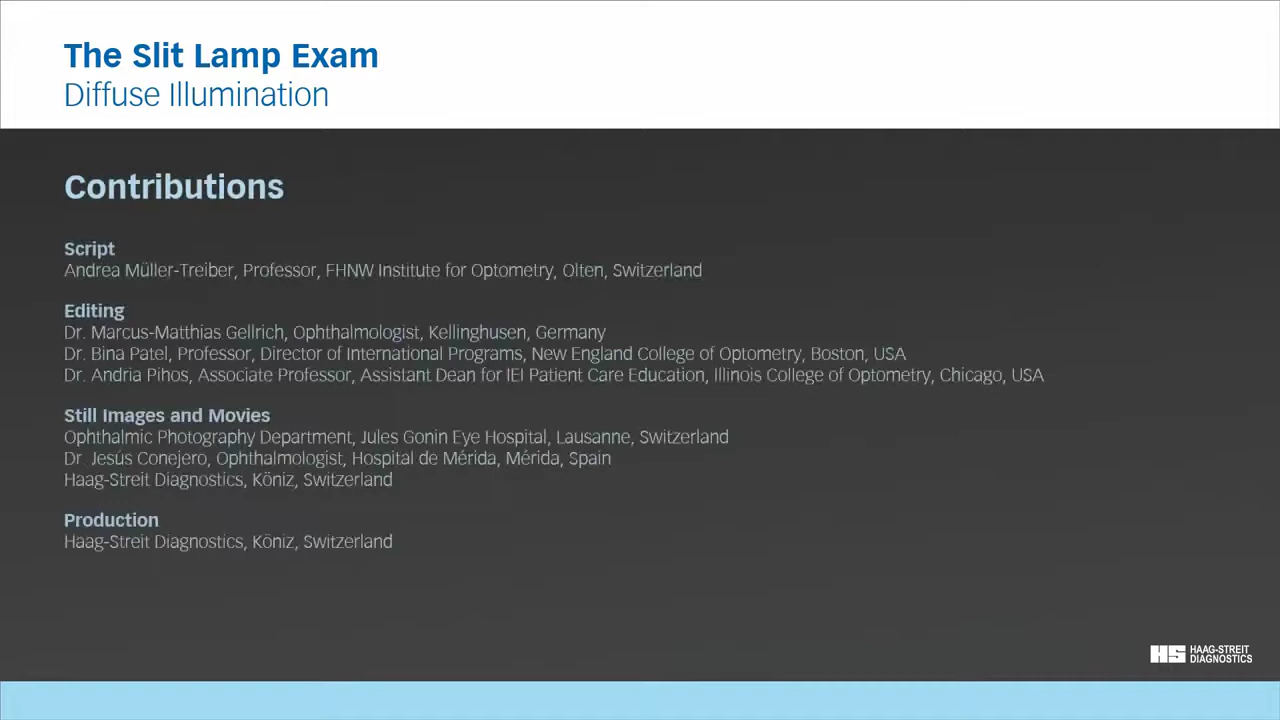 The Slit Lamp Exam
Diffuse Illumination
Contributions
Script
Andrea Müller-Treiber, Professor, FHNW Institute for Optometry, Olten, Switzerland
Editing
Dr. Marcus-Matthias Gellrich, Ophthalmologist, Kellinghusen, Germany
Dr. Bina Patel, Professor, Director of International Programs, New England College of Optometry, Boston, USA
Dr. Andria Pihos, Associate Professor, Assistant Dean for IEI Patient Care Education, Illinois College of Optometry, Chicago, USA
Still Images and Movies
Ophthalmic Photography Department, Jules Gonin Eye Hospital, Lausanne, Switzerland
Dr. Jesús Conejero, Ophthalmologist, Hospital de Mérida, Mérida, Spain
Haag-Streit Diagnostics, Köniz, Switzerland
Production
Haag-Streit Diagnostics, Köniz, Switzerland
HS HAAG-STREIT
DIAGNOSTICS